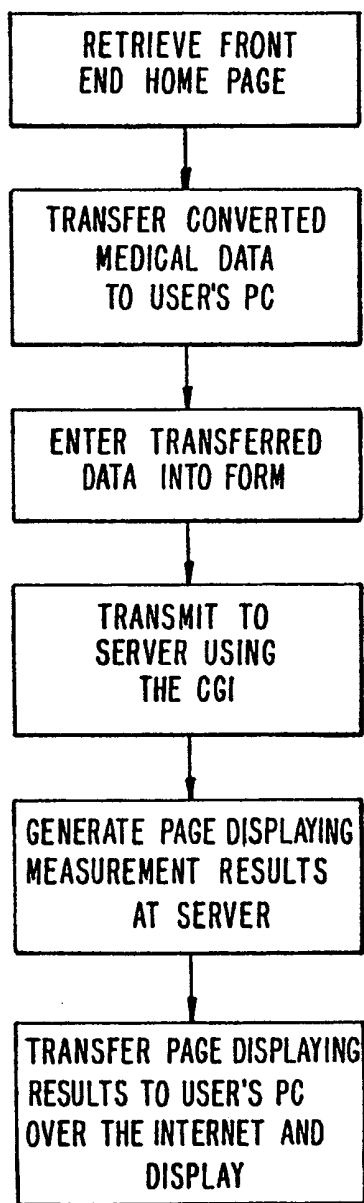 RETRIEVE FRONT
END HOME PAGE
TRANSFER CONVERTED
MEDICAL DATA
TO USER'S PC
ENTER TRANSFERRED
DATA INTO FORM
TRANSMIT TO
SERVER USING
THE CGI
GENERATE PAGE DISPLAYING
MEASUREMENT RESULTS
AT SERVER
TRANSFER PAGE DISPLAYING
RESULTS TO USER'S PC
OVER THE INTERNET AND
DISPLAY